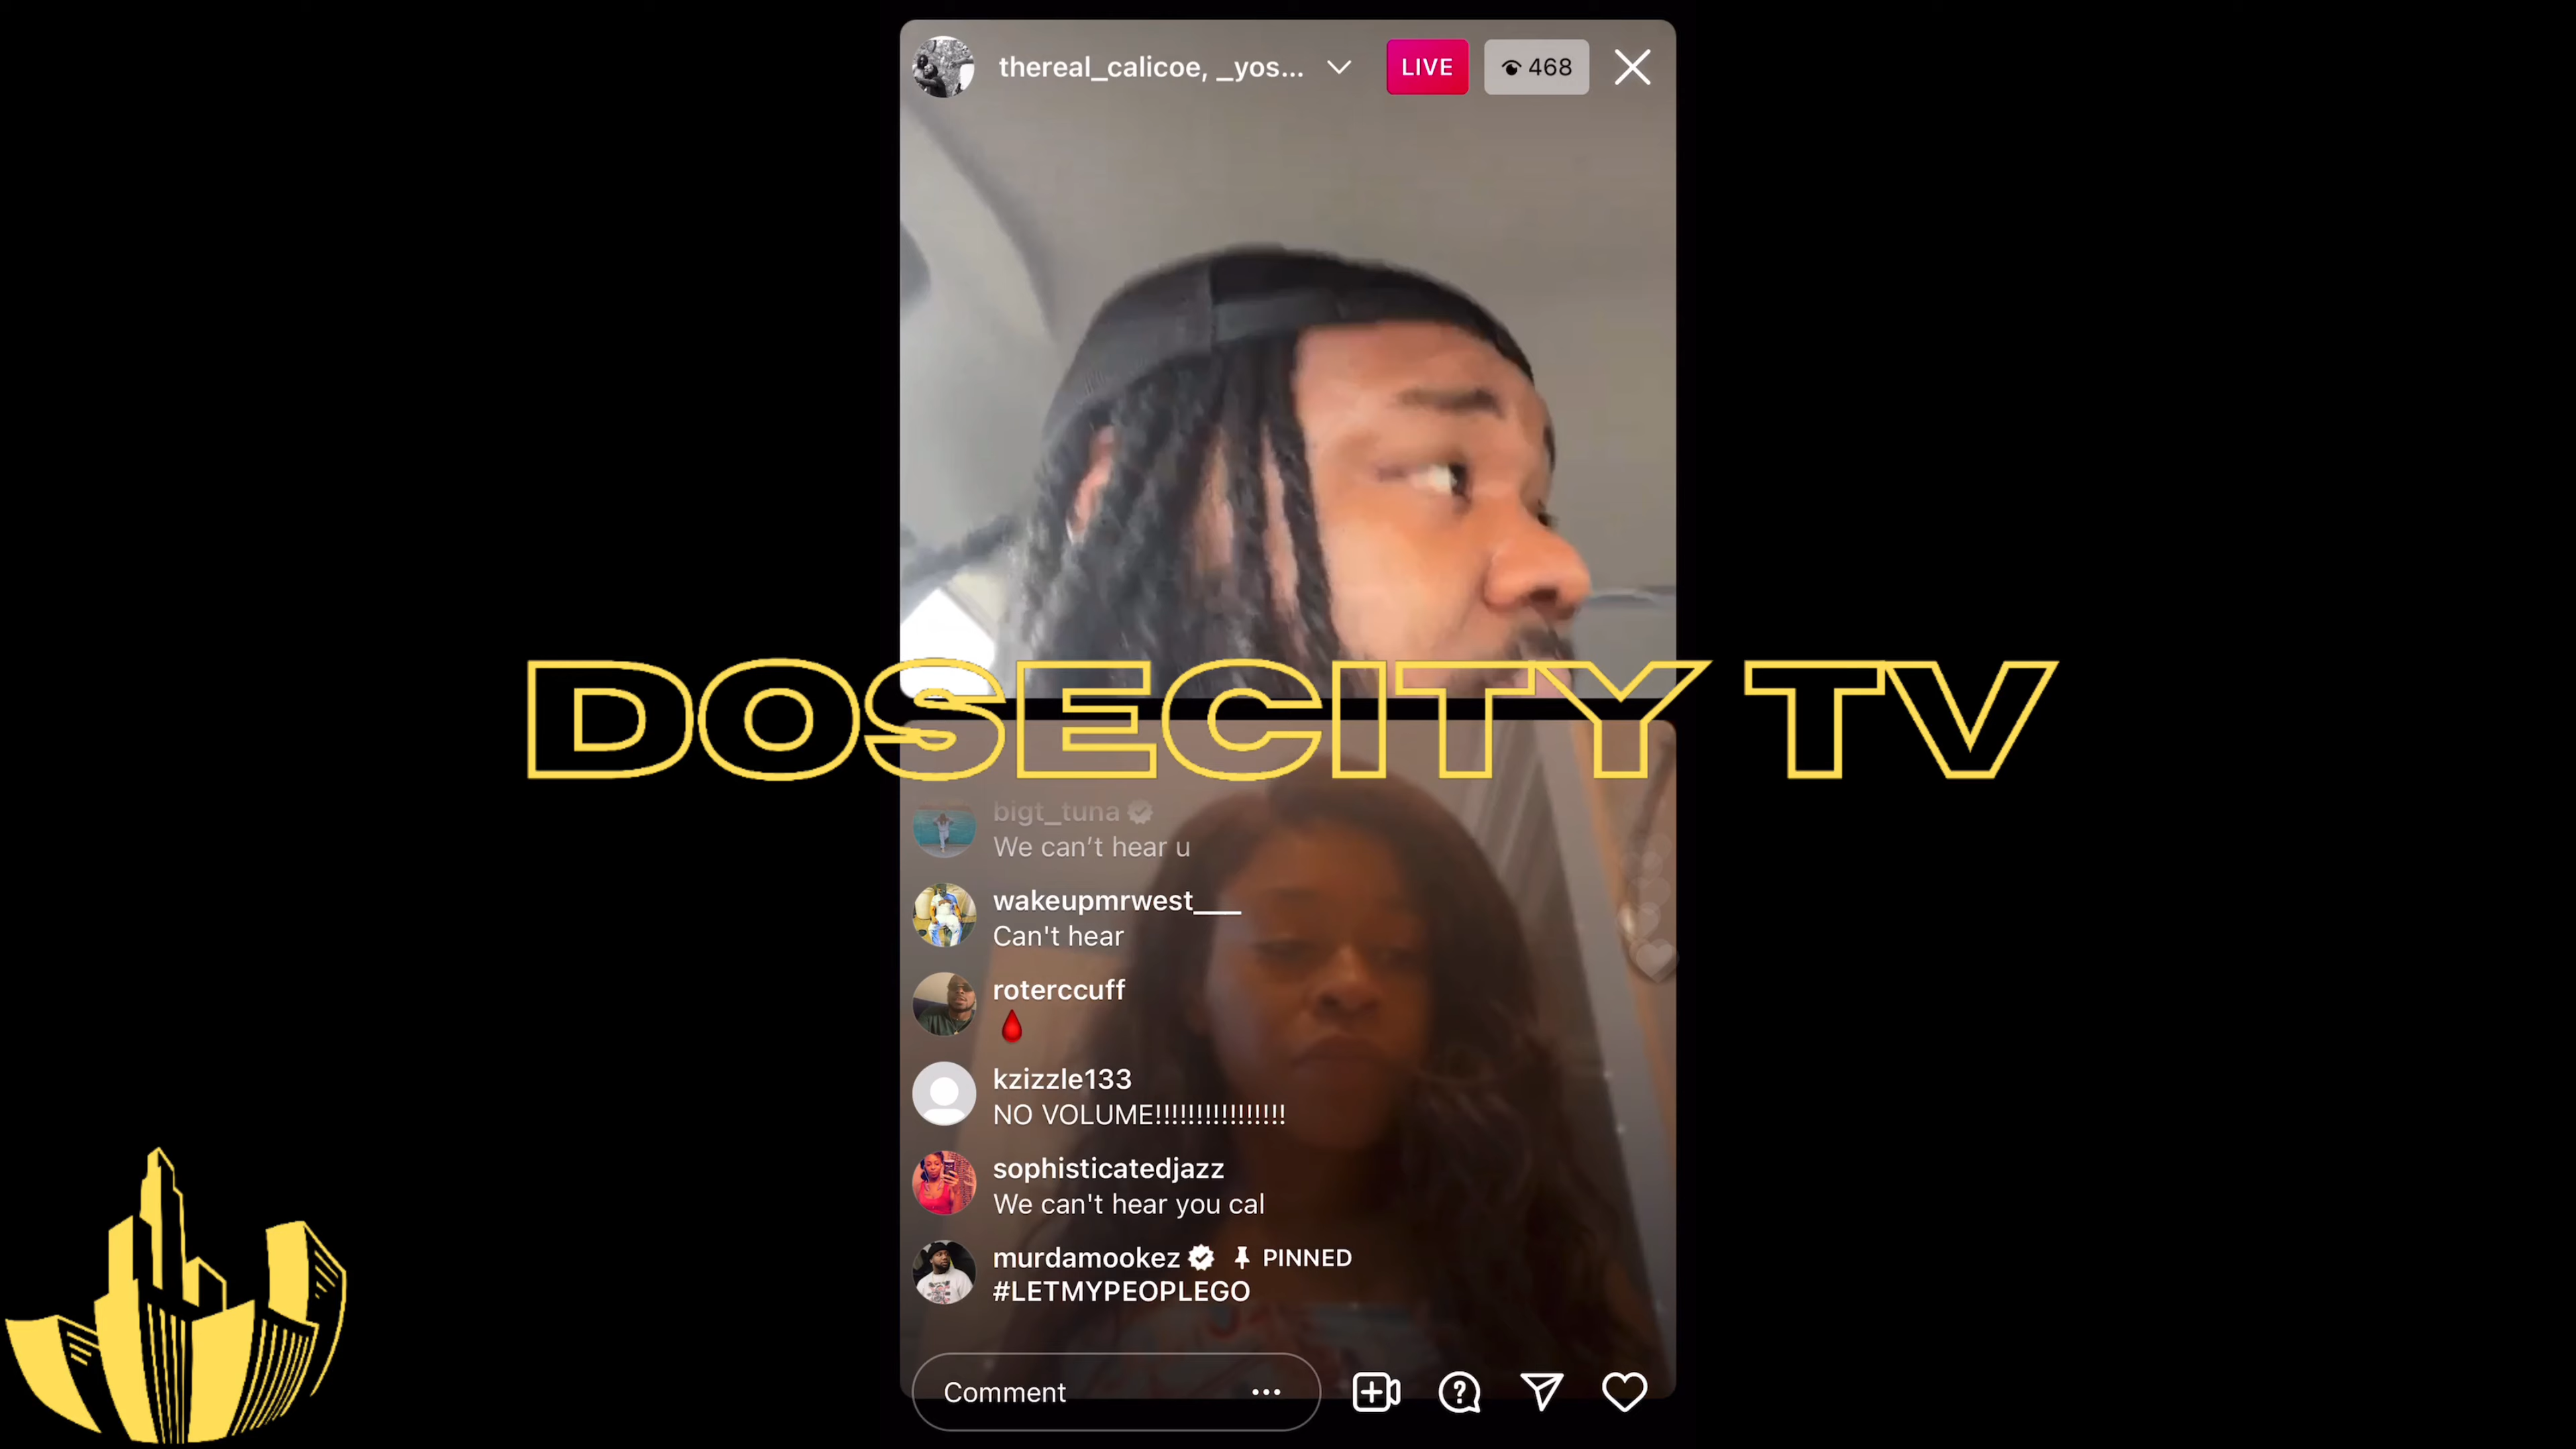 thereal_calicoe, _yos...
LIVE
468
DOSECITY TV
bigt_tuna
We can’t hear u
wakeupmrwest___
Can't hear
roterccuff
kzizzle133
NO VOLUME!!!!!!!!!!!!!!!!
sophisticatedjazz
We can't hear you cal
murdamookez PINNED
#LETMYPEOPLEGO
Comment